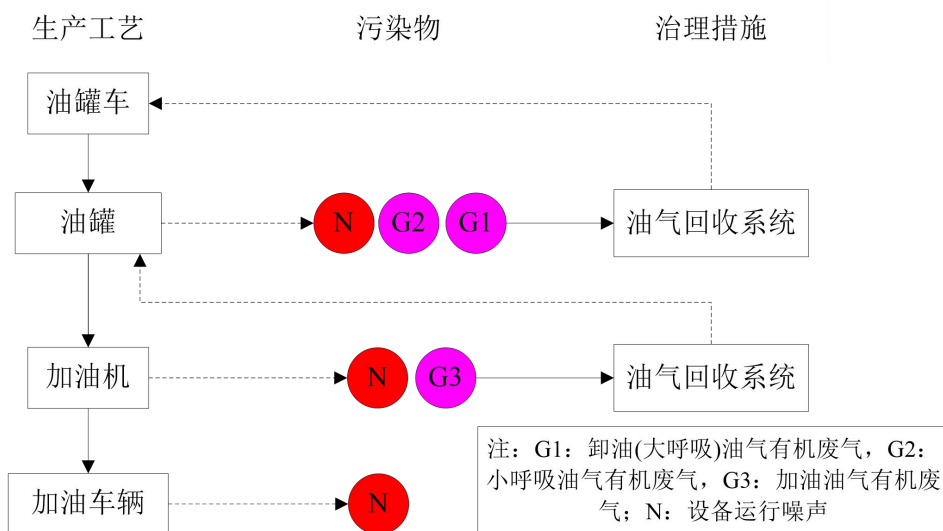 生产工艺 污染物 治理措施
油罐车
油罐 N G2 G1 油气回收系统
加油机 N G3 油气回收系统
加油车辆 N
注：G1：卸油(大呼吸)油气有机废气，G2：
小呼吸油气有机废气，G3：加油油气有机废
气；N：设备运行噪声